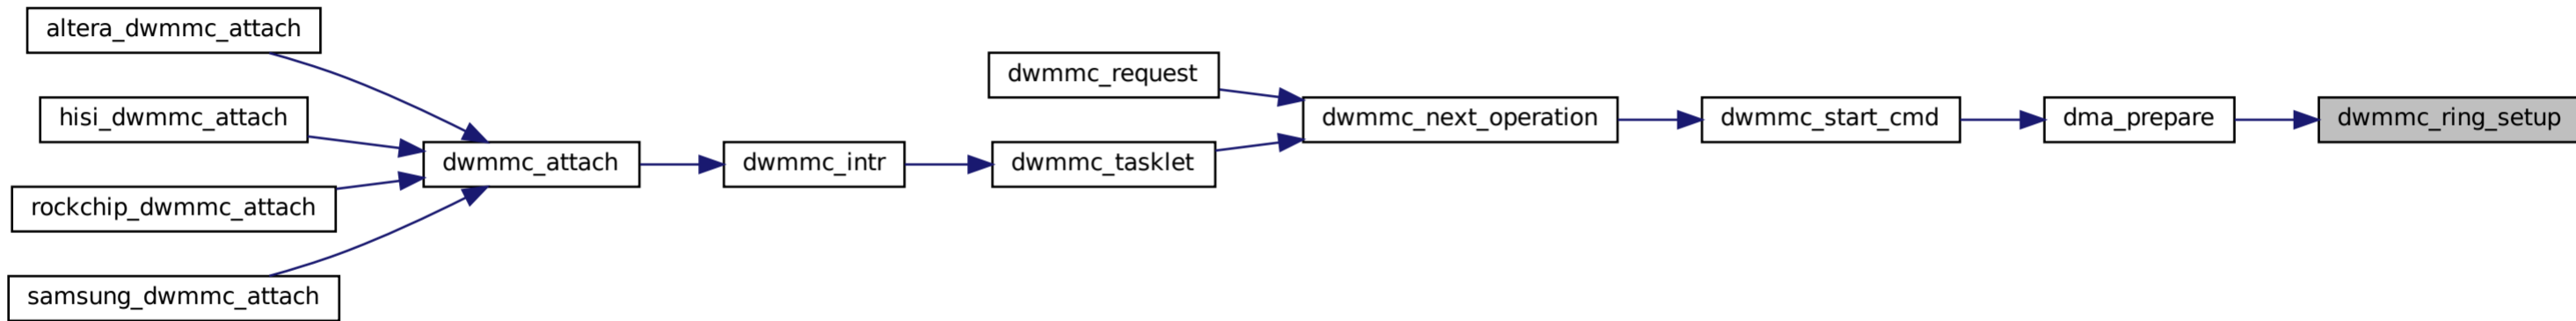 altera_dwmmc_attach
hisi_dwmmc_attach
rockchip_dwmmc_attach
samsung_dwmmc_attach
dwmmc_attach
dwmmc_intr
dwmmc_request
dwmmc_tasklet
dwmmc_next_operation
dwmmc_start_cmd
dma_prepare
dwmmc_ring_setup